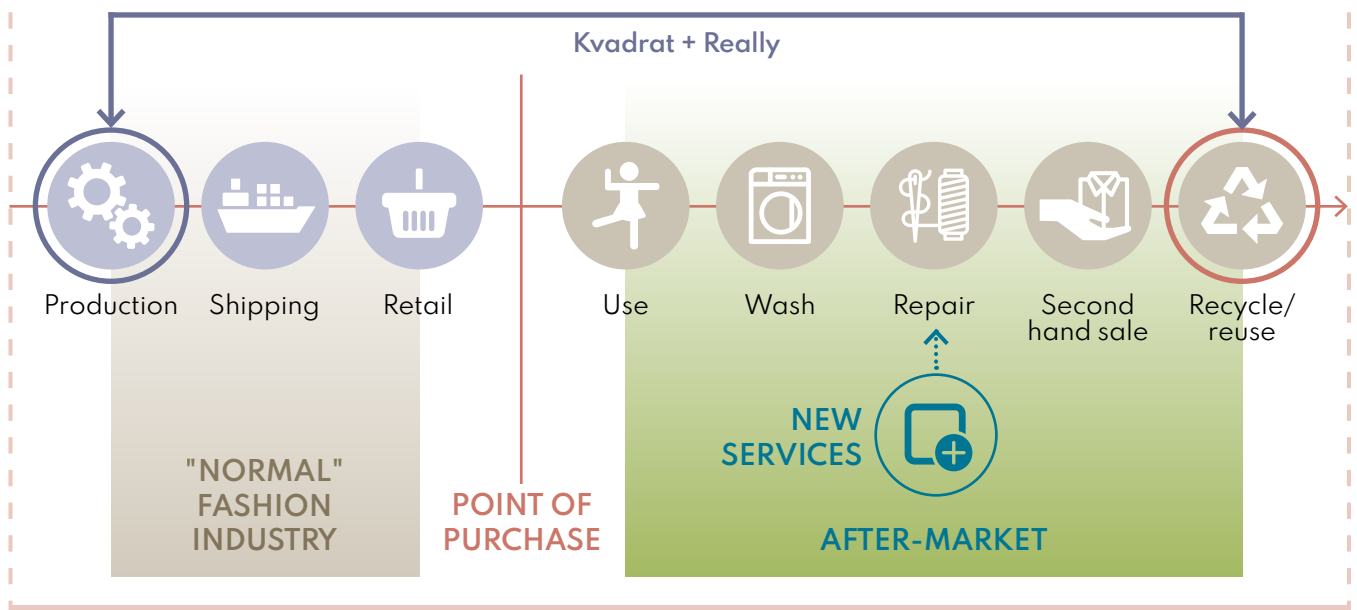 Kvadrat + Really
Production
Shipping
Retail
Use
Wash
Repair
Second
hand sale
Recycle/
reuse
NEW
SERVICES
"NORMAL"
FASHION
INDUSTRY
POINT OF
PURCHASE
AFTER-MARKET